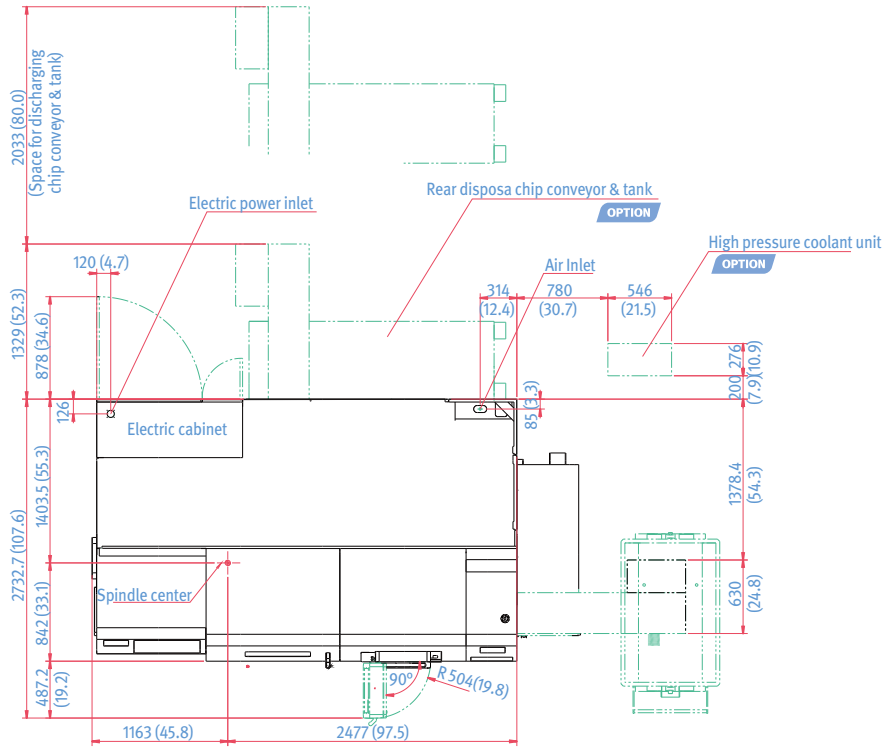 2033 (80.0)
(Space for discharging
chip conveyor & tank)
Electric power inlet
Rear disposa chip conveyor & tank
OPTION
High pressure coolant unit
OPTION
120 (4.7)
Air Inlet
314
(12.4)
780
(30.7)
546
(21.5)
1329 (52.3)
878 (34.6)
276
(10.9)
200
(7.9)
126
85 (3.3)
Electric cabinet
1403.5 (55.3)
1378.4
(54.3)
2732.7 (107.6)
Spindle center
842 (33.1)
630
(24.8)
487.2
(19.2)
90°
R 504(19.8)
1163 (45.8)
2477 (97.5)